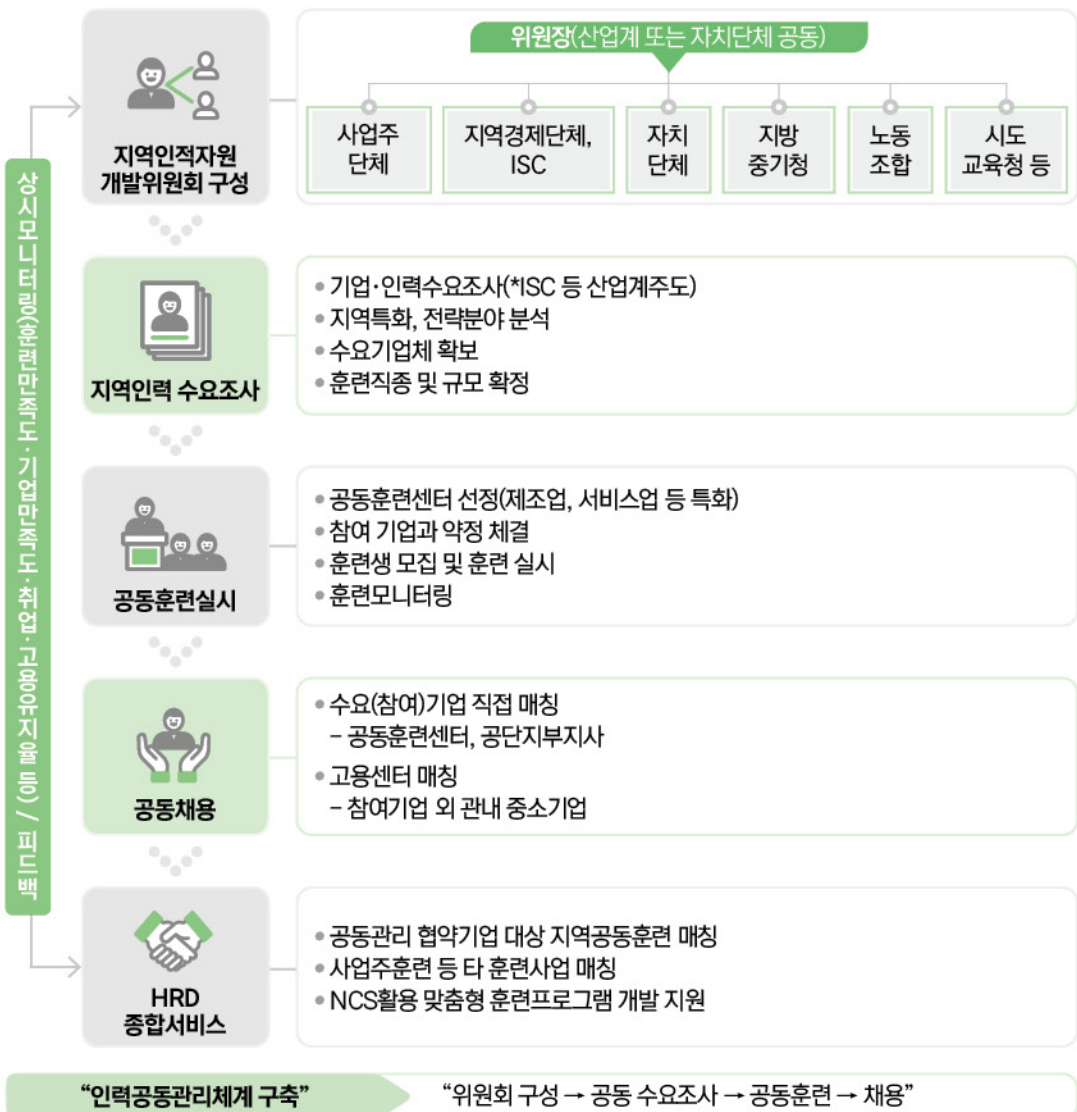 위원장(산업계 또는 자치단체 공동)
지역인적자원
개발위원회 구성
사업주
단체
지역경제단체,
ISC
자치
단체
지방
중기청
노동
조합
시도
교육청 등
상시모니터링(훈련만족도·기업만족도·취업·고용유지율 등) / 피드백
지역인력 수요조사
• 기업·인력수요조사(*ISC 등 산업계주도)
• 지역특화, 전략분야 분석
• 수요기업체 확보
• 훈련직종 및 규모 확정
공동훈련실시
• 공동훈련센터 선정(제조업, 서비스업 등 특화)
• 참여 기업과 약정 체결
• 훈련생 모집 및 훈련 실시
• 훈련모니터링
공동채용
• 수요(참여)기업 직접 매칭
– 공동훈련센터, 공단지부지사
• 고용센터 매칭
– 참여기업 외 관내 중소기업
HRD
종합서비스
• 공동관리 협약기업 대상 지역공동훈련 매칭
• 사업주훈련 등 타 훈련사업 매칭
• NCS활용 맞춤형 훈련프로그램 개발 지원
“인력공동관리체계 구축”
“위원회 구성 → 공동 수요조사 → 공동훈련 → 채용”